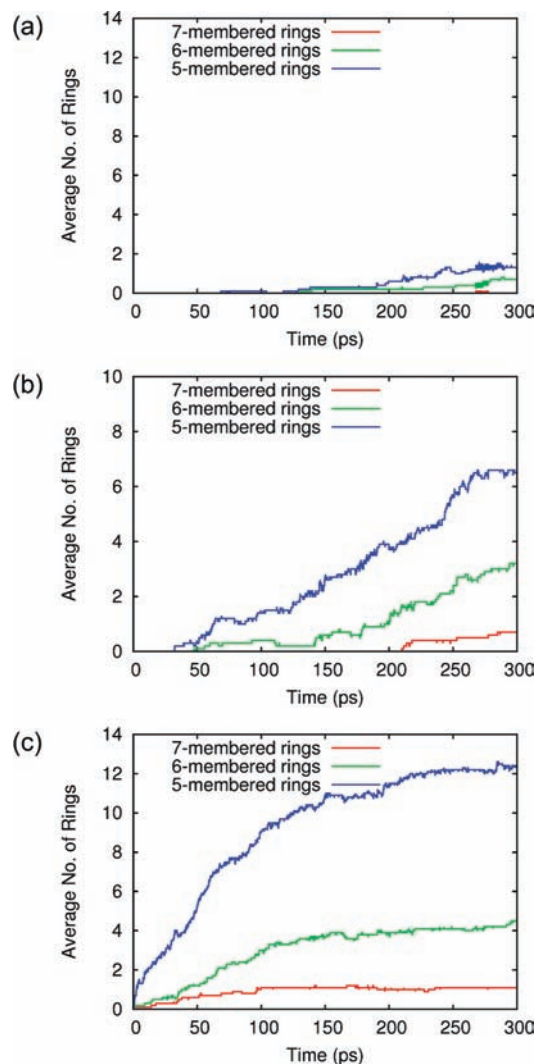 (a)
14
12
10
8
6
4
2
0
Average No. of Rings
7-membered rings
6-membered rings
5-membered rings
0 50 100 150 200 250 300
Time (ps)
(b)
10
8
6
4
2
0
Average No. of Rings
7-membered rings
6-membered rings
5-membered rings
0 50 100 150 200 250 300
Time (ps)
(c)
14
12
10
8
6
4
2
0
Average No. of Rings
7-membered rings
6-membered rings
5-membered rings
0 50 100 150 200 250 300
Time (ps)